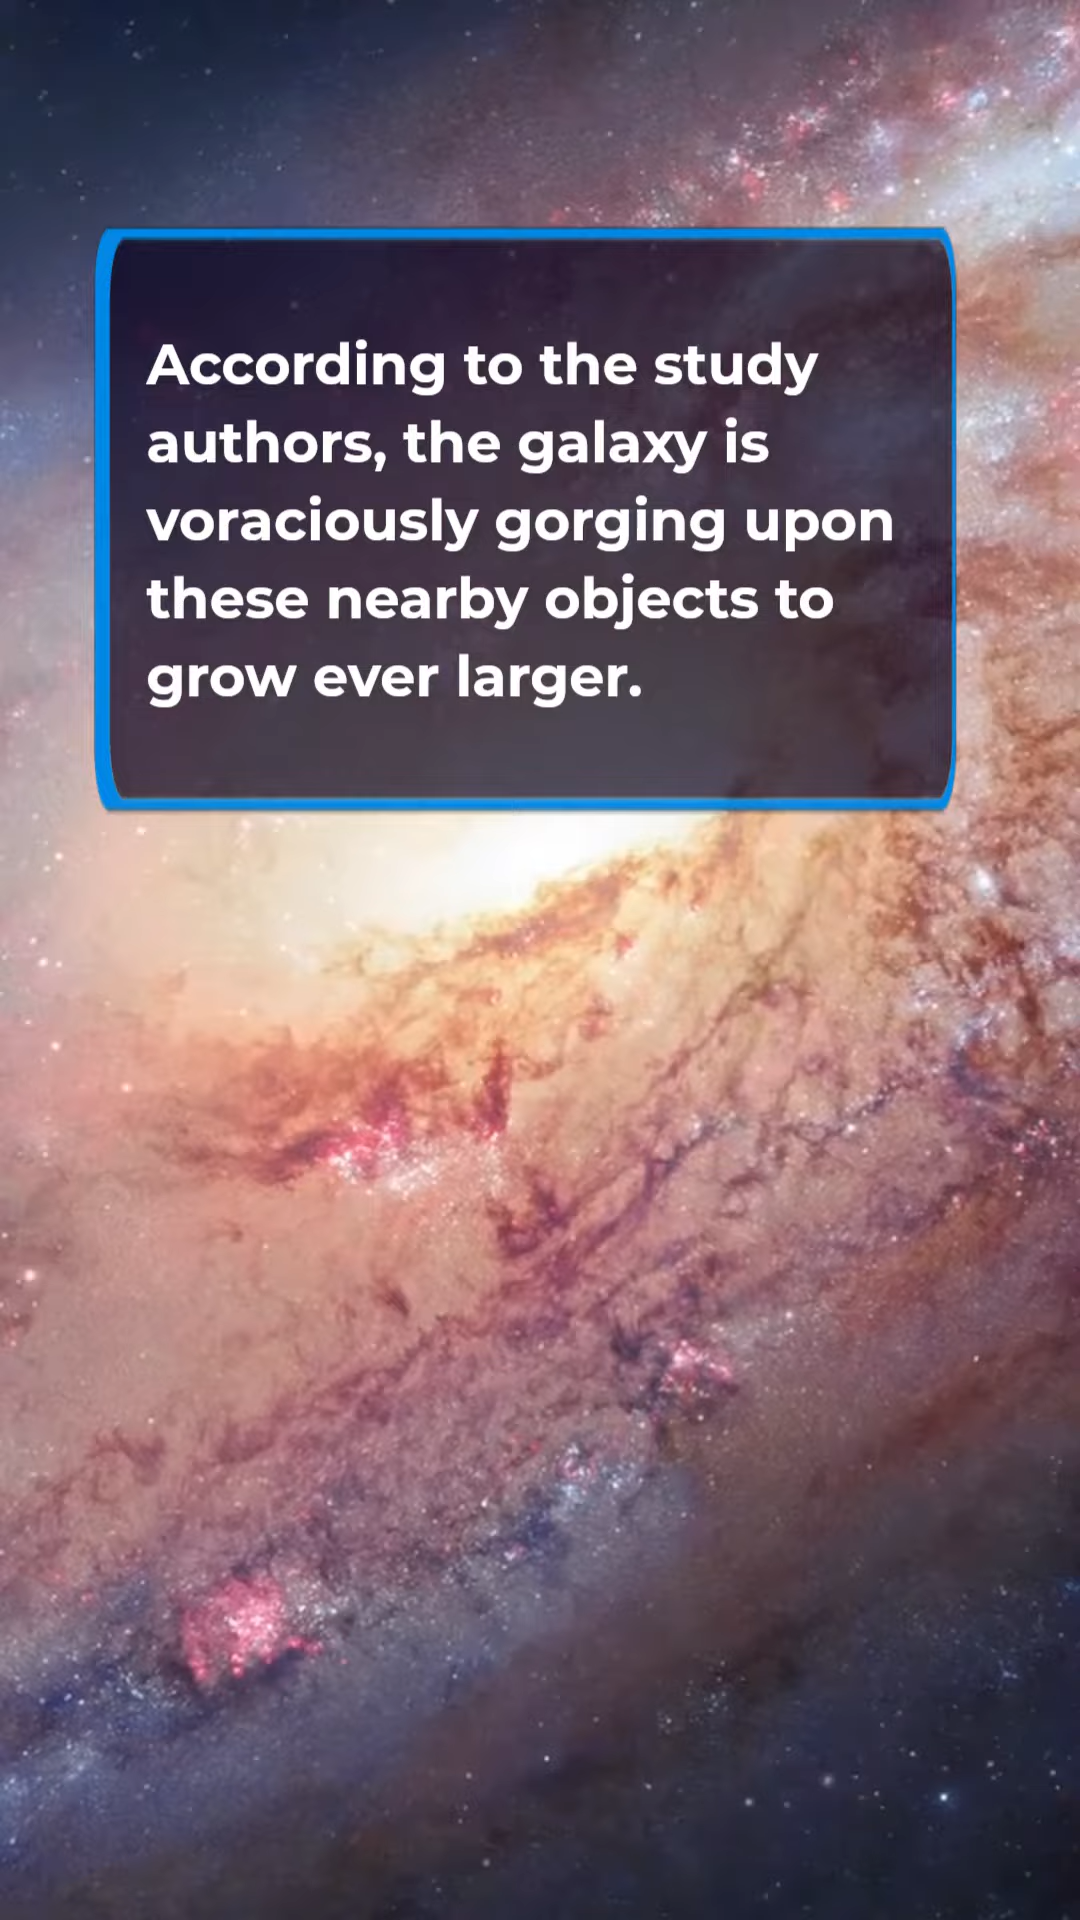 According to the study
authors, the galaxy is
voraciously gorging upon
these nearby objects to
grow ever larger.